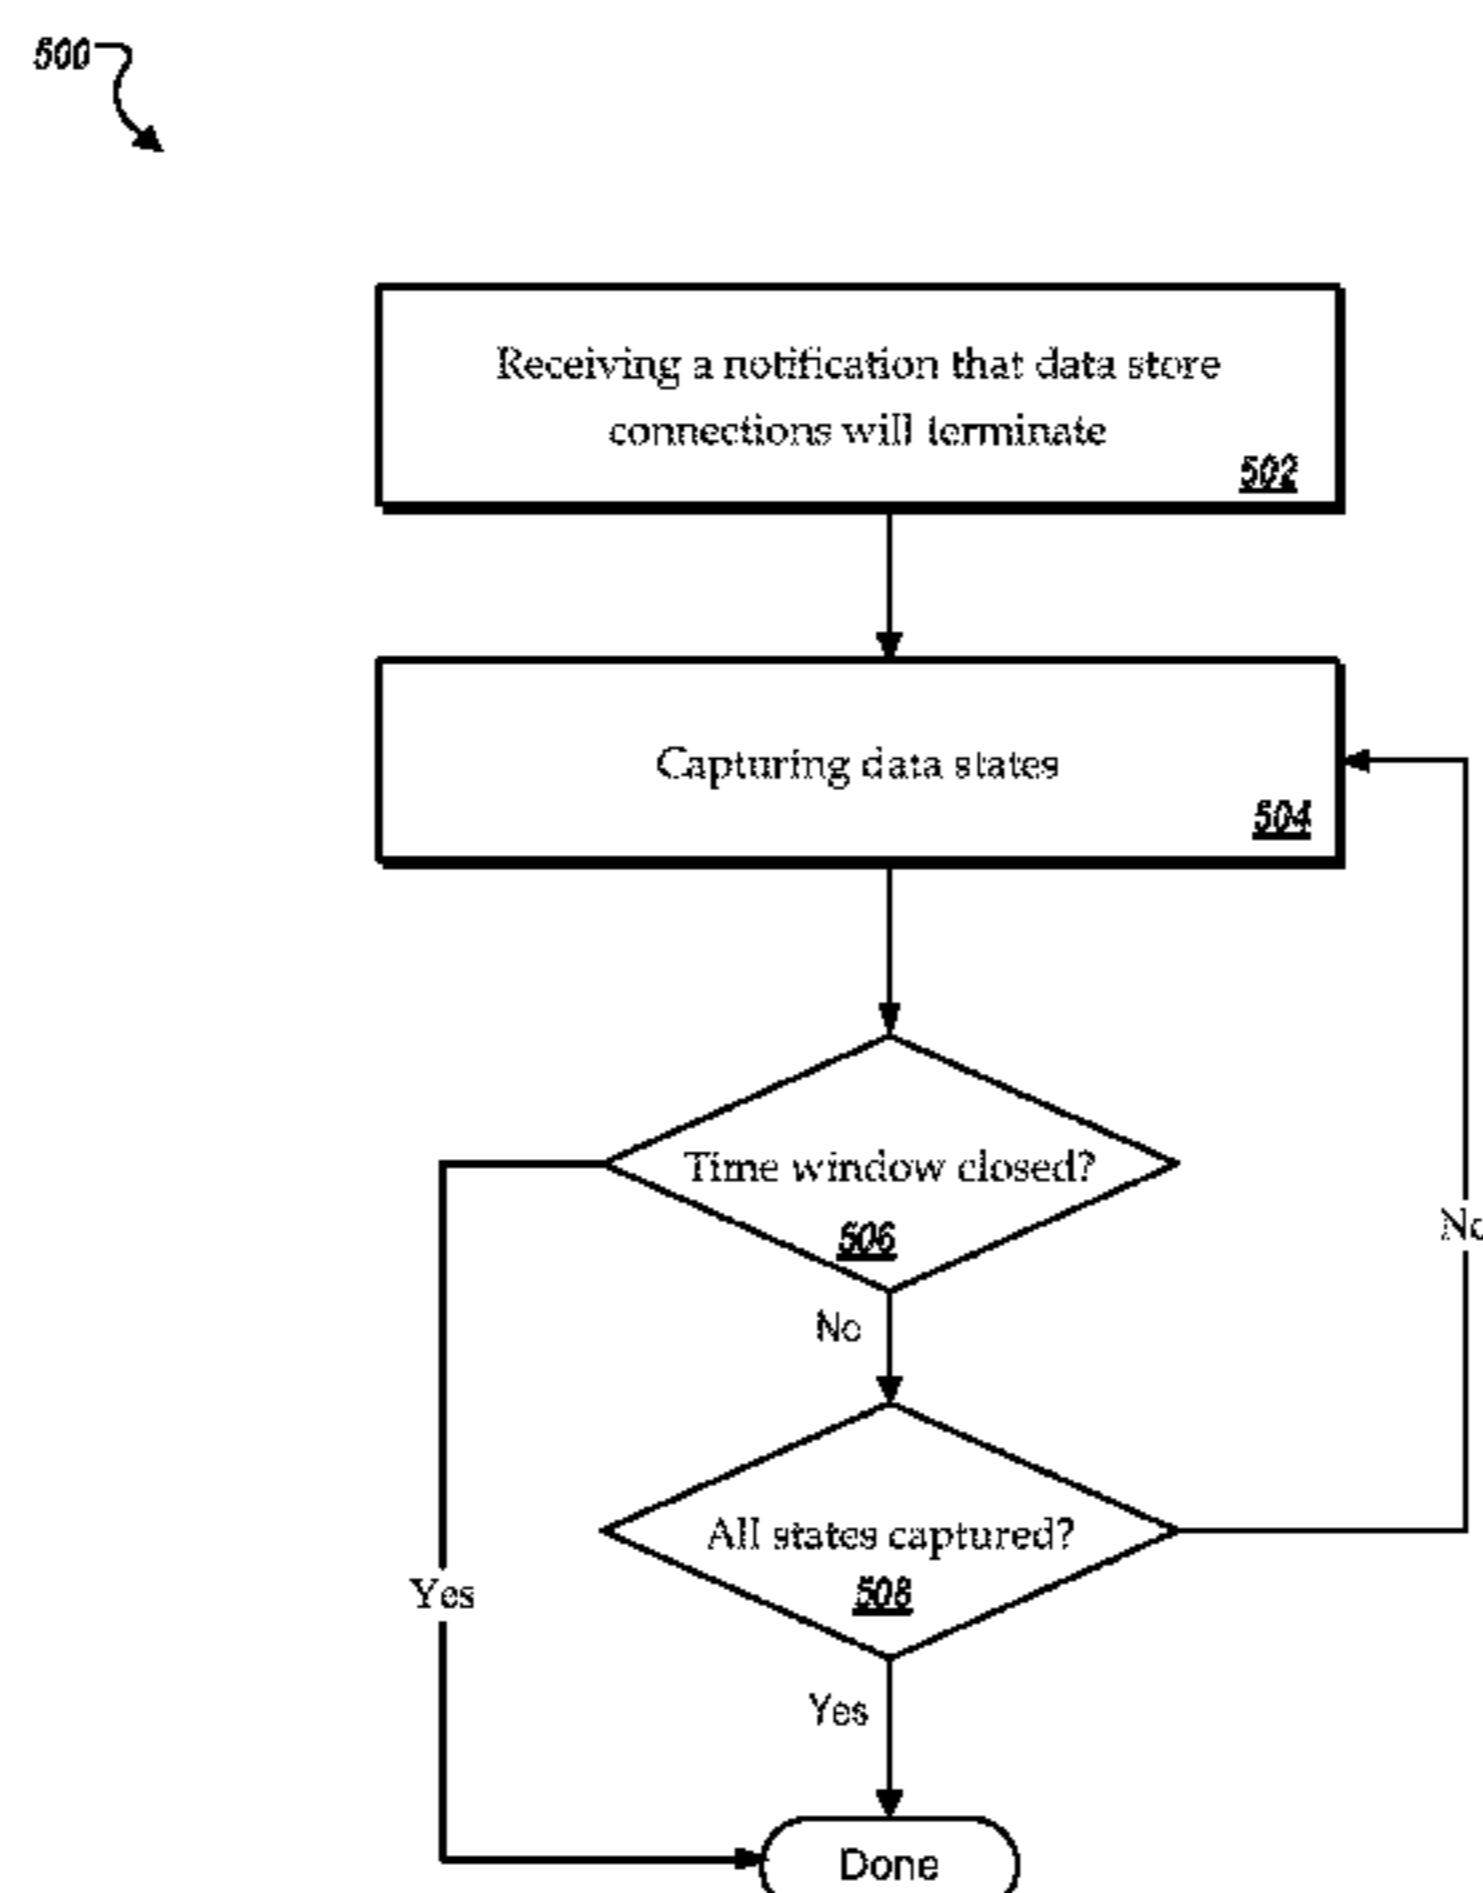 500
Receiving a notification that data store
connections will terminate
502
Capturing data states
504
Time window closed?
506
No
No
All states captured?
508
Yes
Yes
Done